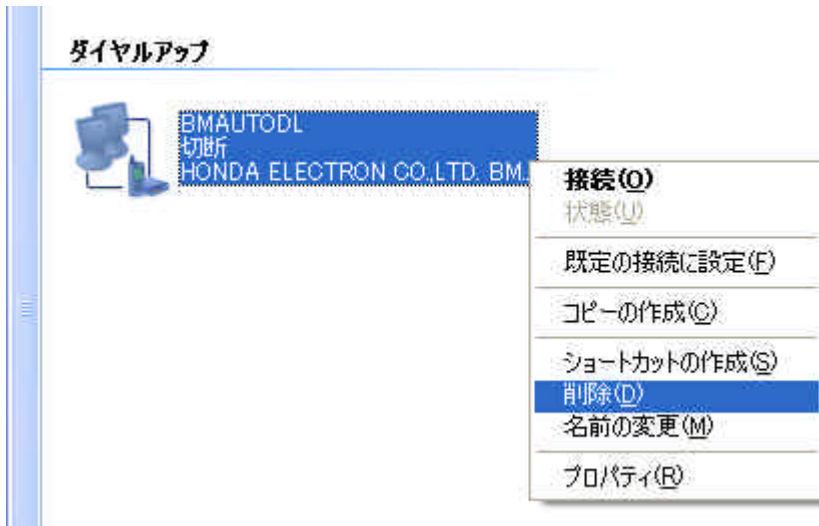 ダイヤルアップ
BMAUTODL
切断
HONDA ELECTRON CO.,LTD. BM...
接続(O)
状態(U)
既定の接続に設定(F)
コピーの作成(C)
ショートカットの作成(S)
削除(D)
名前の変更(M)
プロパティ(R)